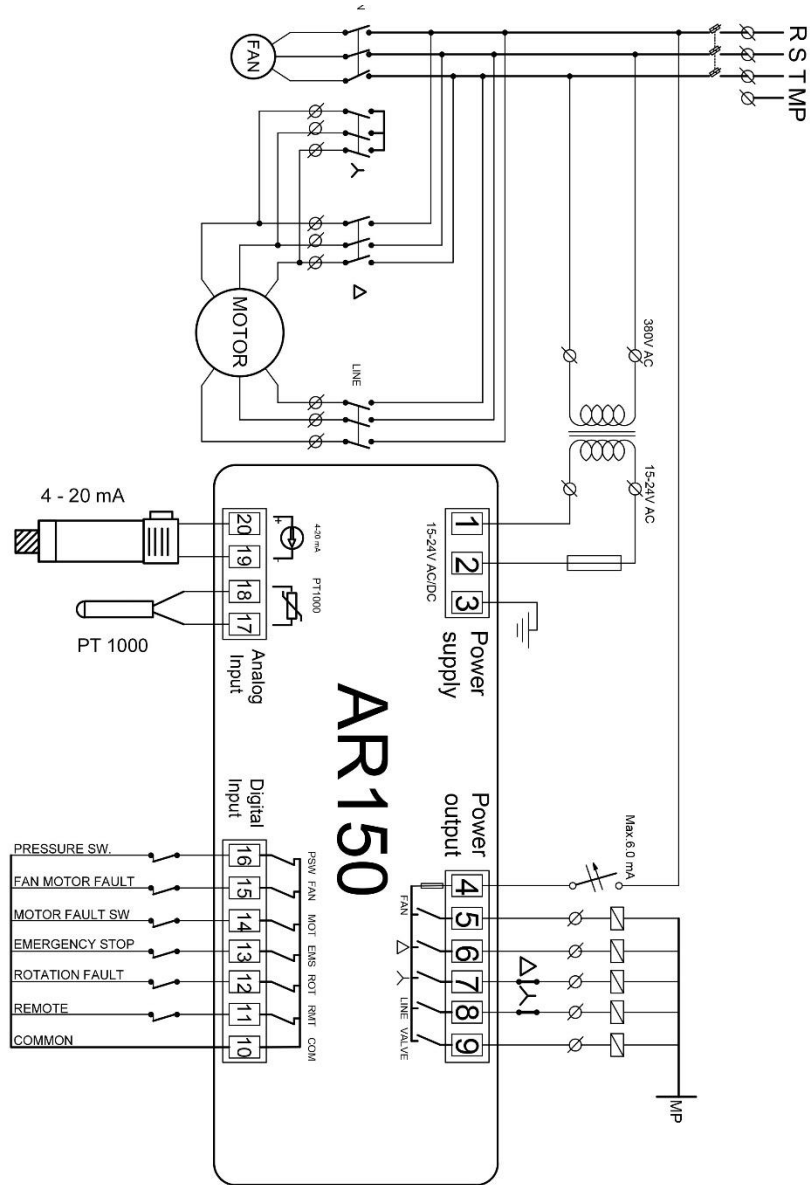 R
S
T
MP
FAN
MOTOR
LINE
380V AC
15-24V AC
4 - 20 mA
PT 1000
20
19
18
17
+
-
4-20 mA
PT1000
Analog
Input
1
2
3
15-24V AC/DC
Power
supply
AR150
Digital
Input
Power
output
Max.6.0 mA
4
5
6
7
8
9
FAN
LINE
VALVE
MP
16
15
14
13
12
11
10
PSW
FAN
MOT
EMS
ROT
RMT
COM
PRESSURE SW.
FAN MOTOR FAULT
MOTOR FAULT SW
EMERGENCY STOP
ROTATION FAULT
REMOTE
COMMON